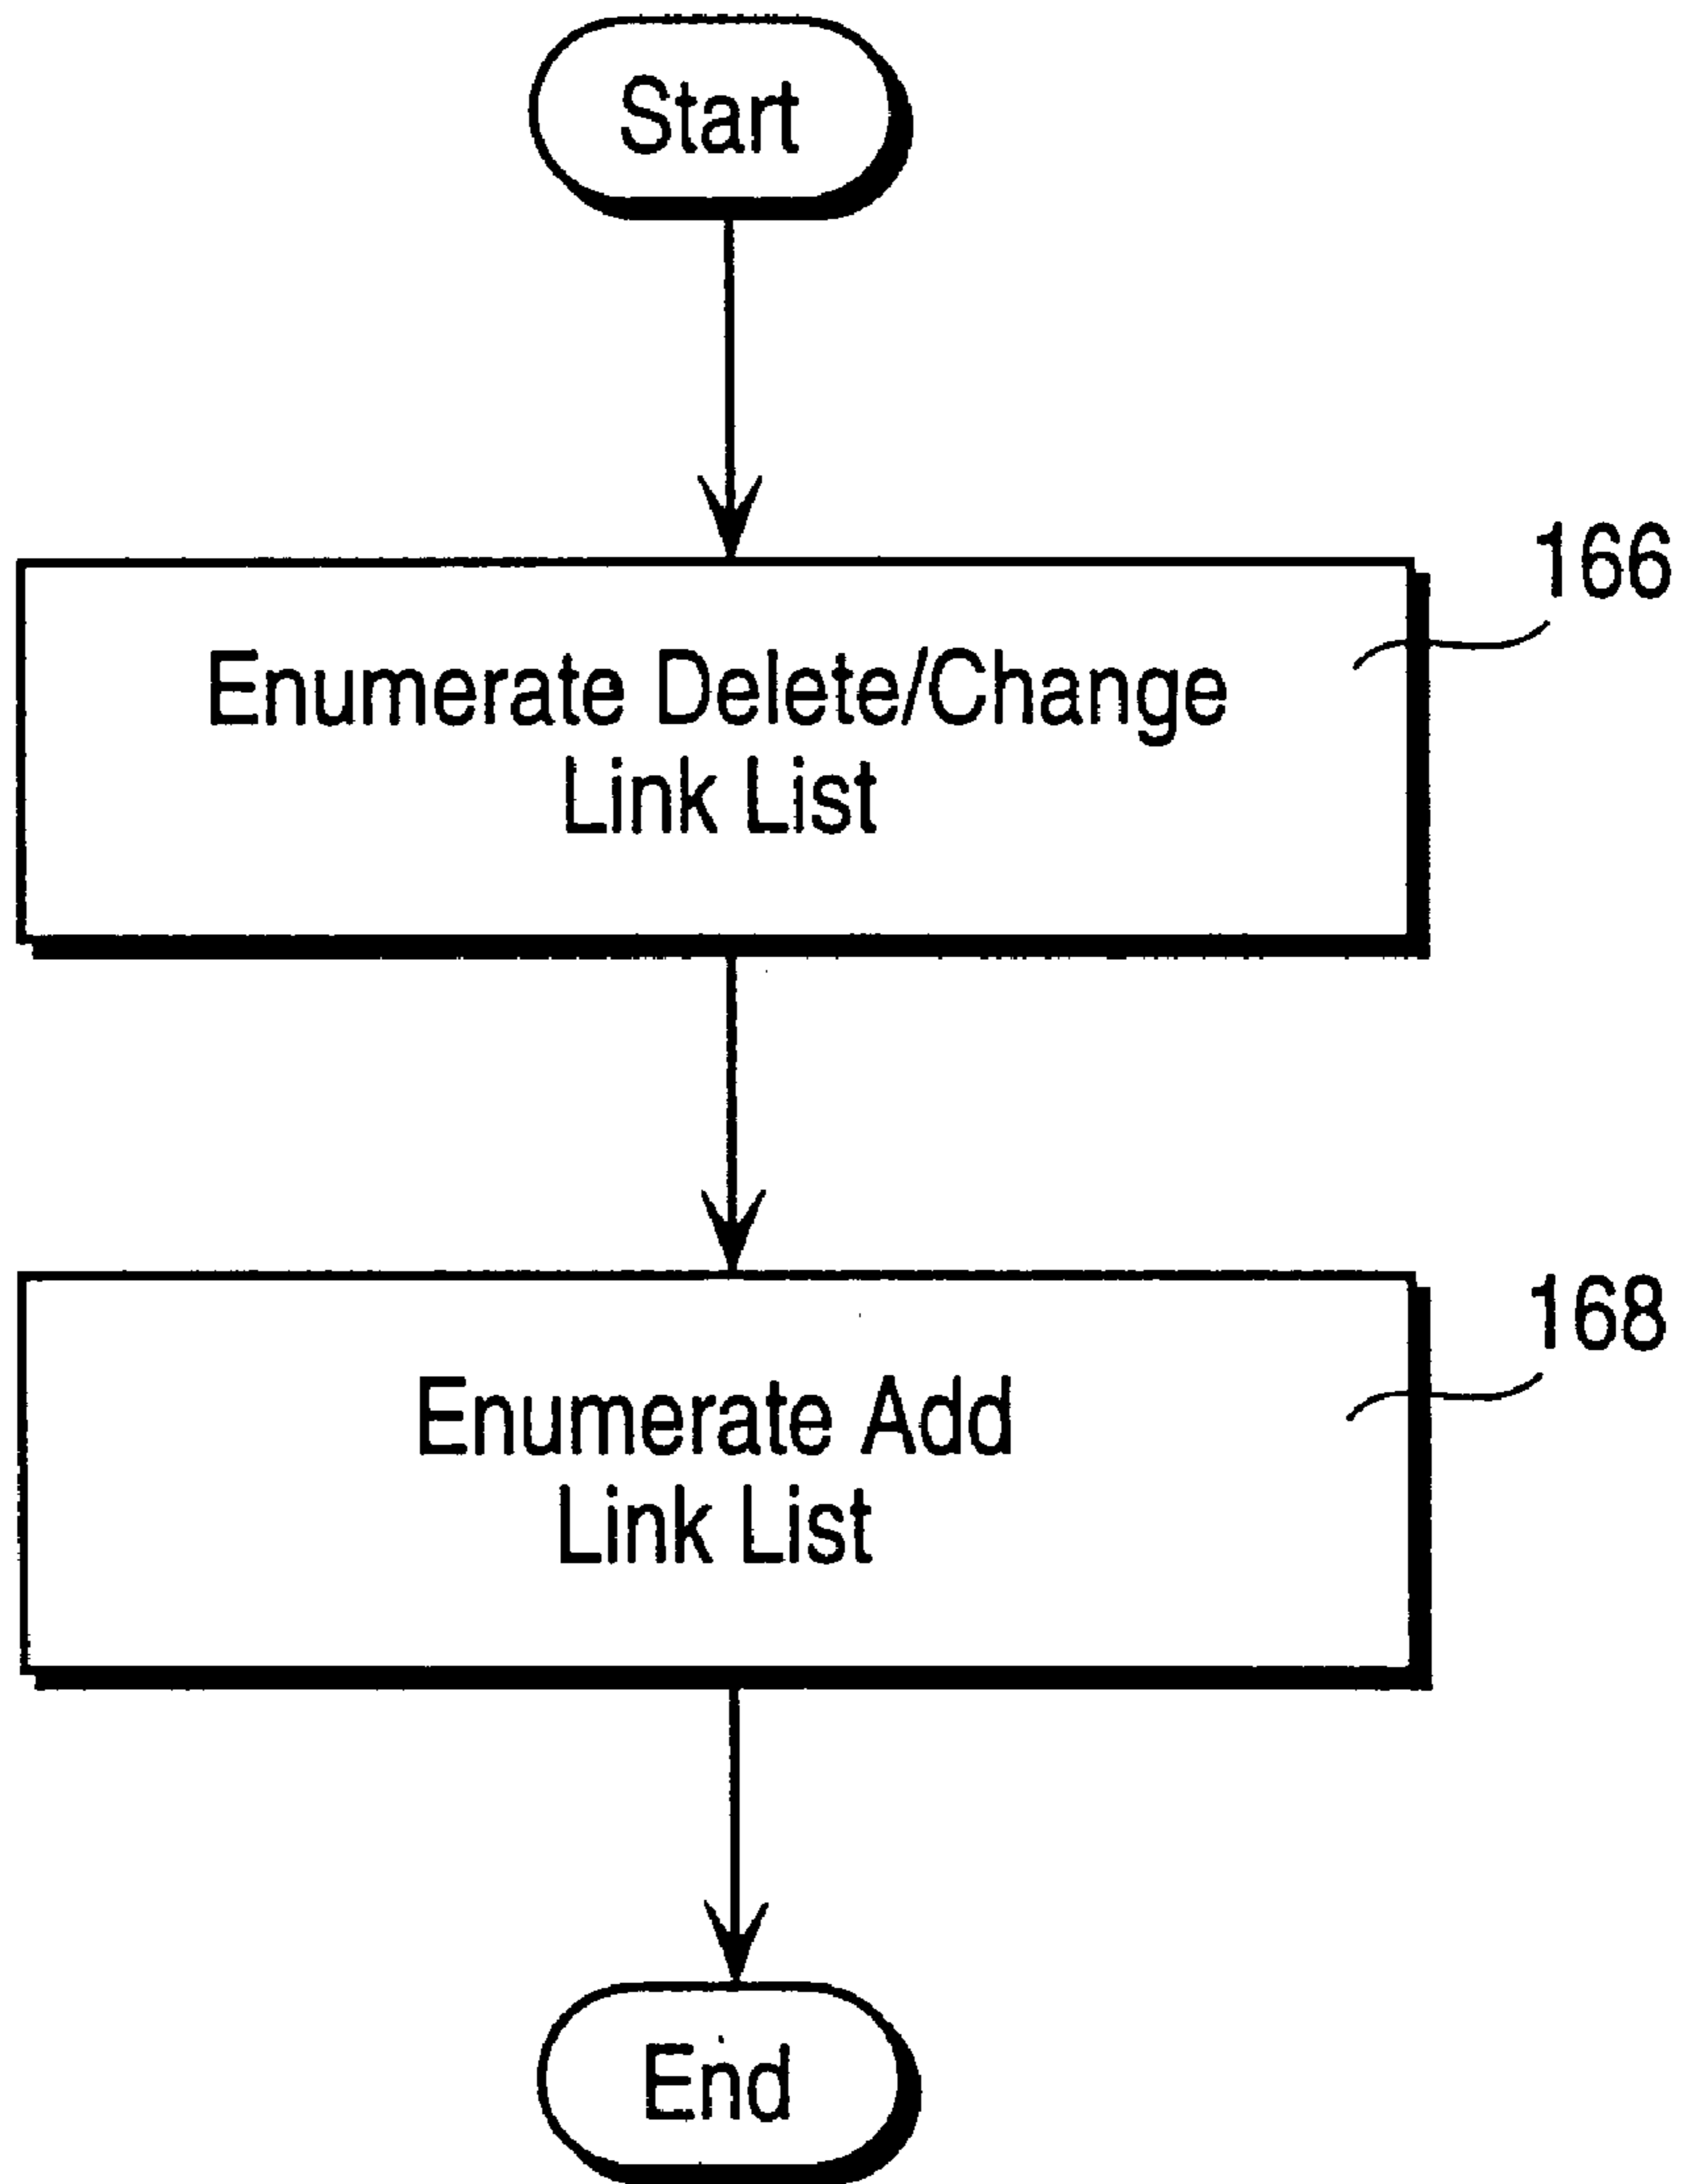 Start
166
Enumerate Delete/Change
Link List
168
Enumerate Add
Link List
End